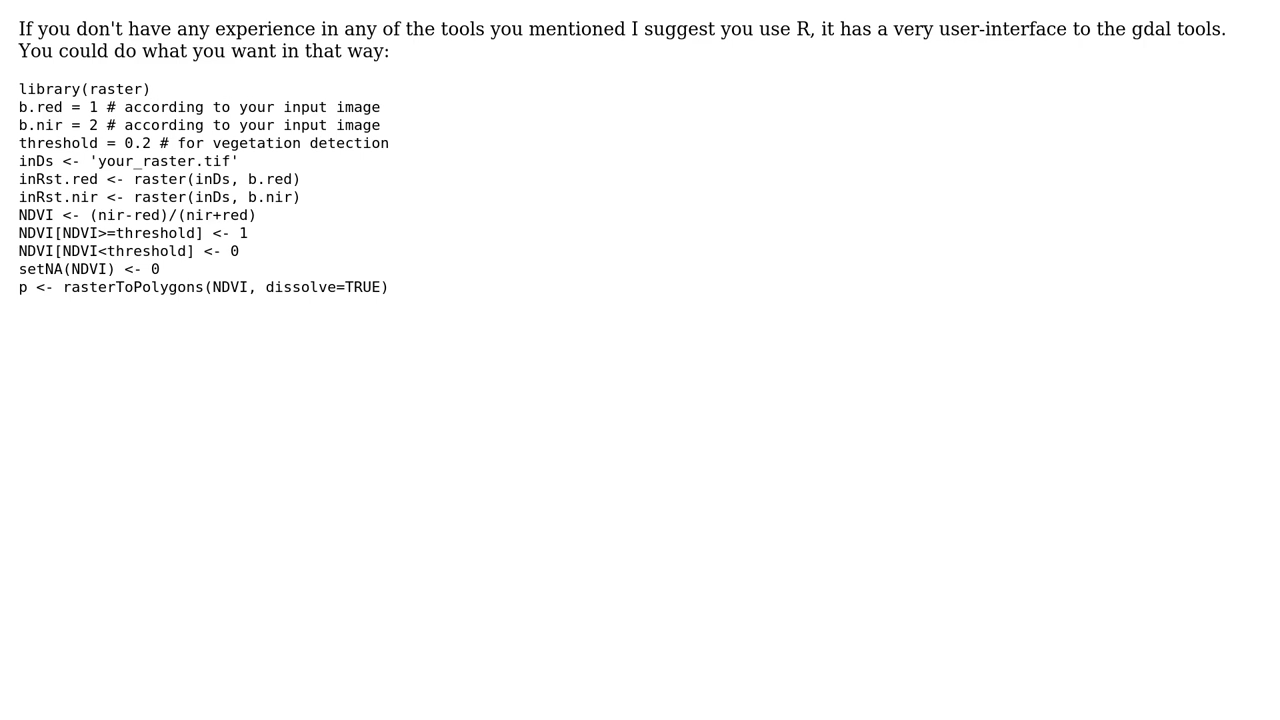 If you don't have any experience in any of the tools you mentioned I suggest you use R, it has a very user-interface to the gdal tools.
You could do what you want in that way:
library(raster)
b.red = 1 # according to your input image
b.nir = 2 # according to your input image
threshold = 0.2 # for vegetation detection
inDs <- 'your_raster.tif'
inRst.red <- raster(inDs, b.red)
inRst.nir <- raster(inDs, b.nir)
NDVI <- (nir-red)/(nir+red)
NDVI[NDVI>=threshold] <- 1
NDVI[NDVI<threshold] <- 0
setNA(NDVI) <- 0
p <- rasterToPolygons(NDVI, dissolve=TRUE)